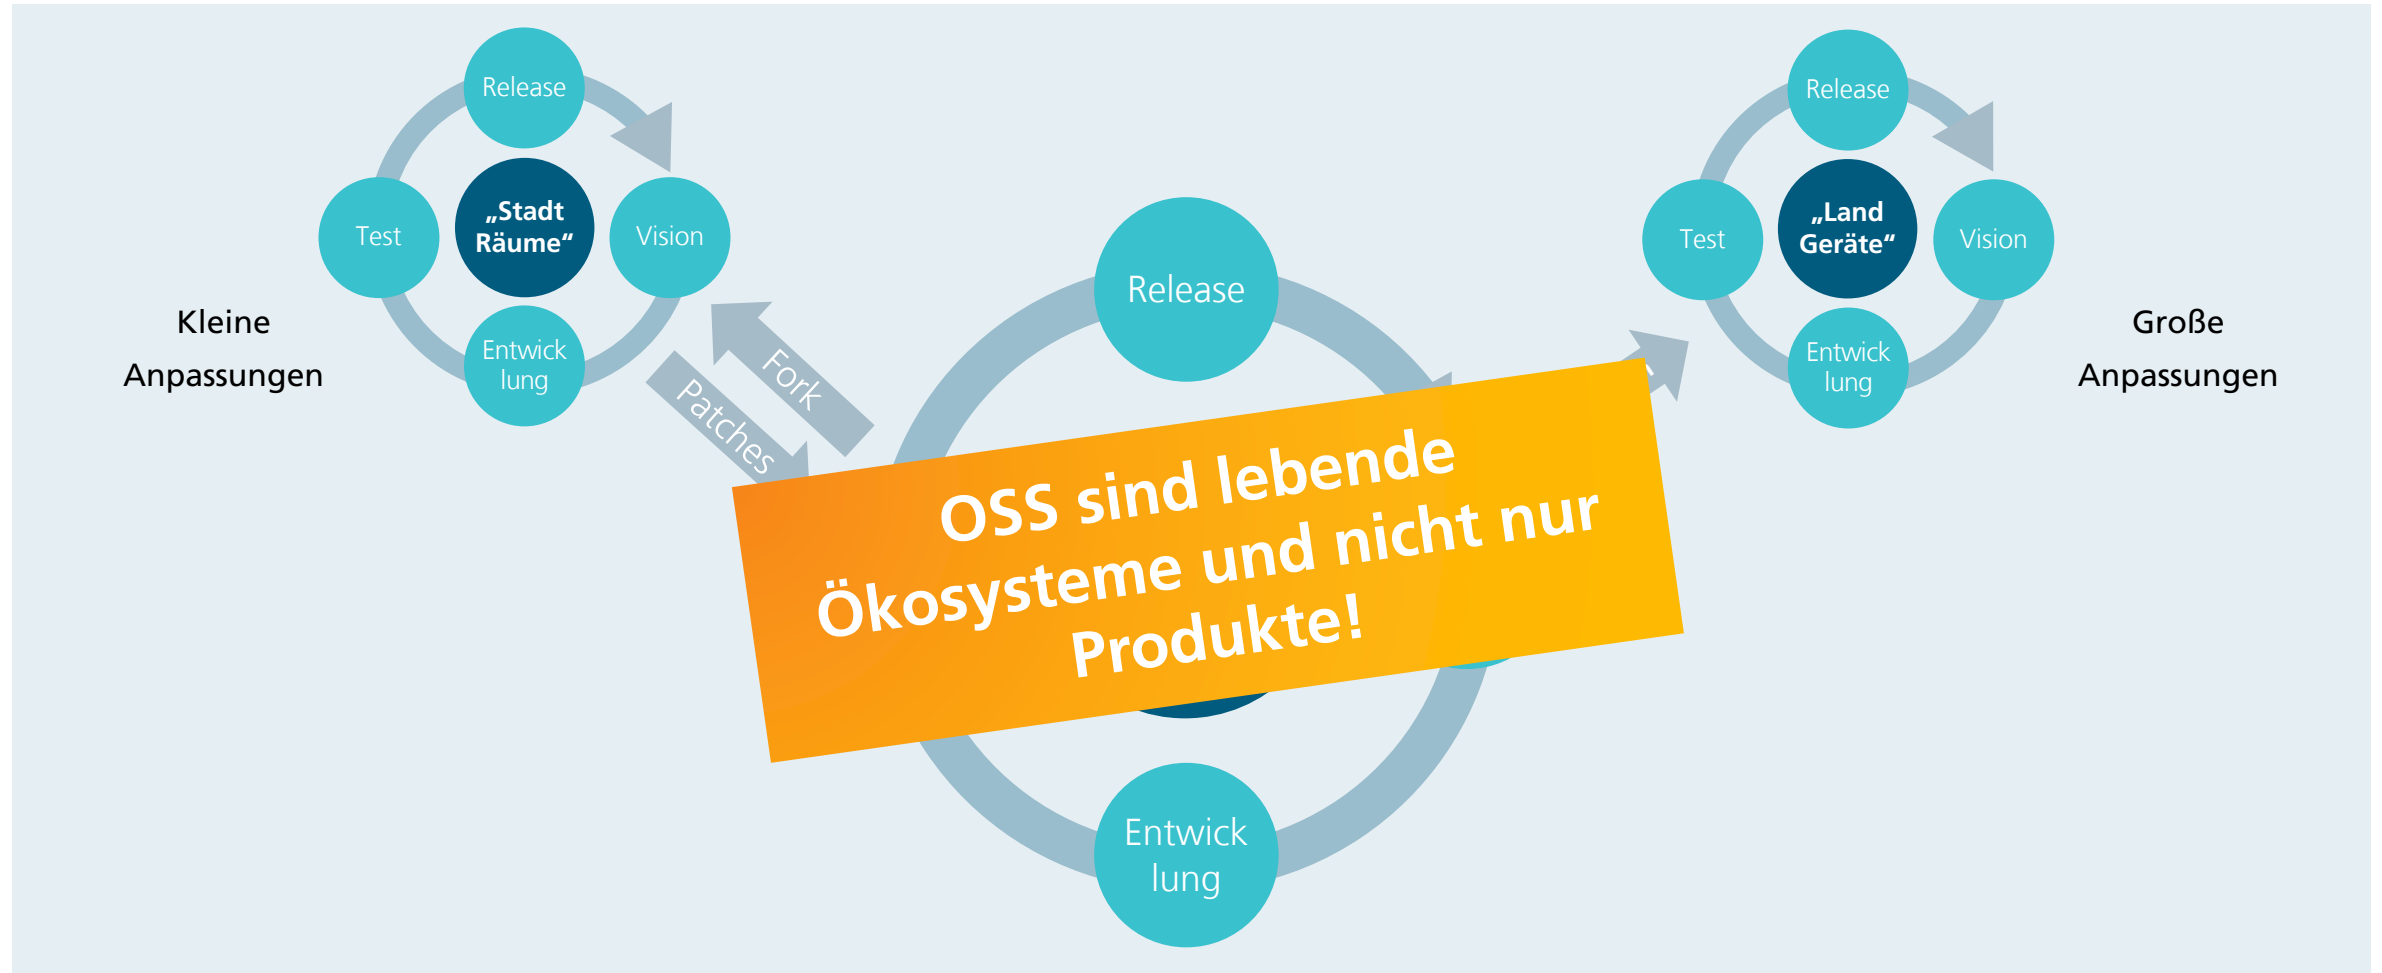 Release
„Stadt
Räume“
Test
Vision
Entwick
lung
Kleine
Anpassungen
Fork
Patches
Release
„Land
Geräte“
Test
Vision
Entwick
lung
Große
Anpassungen
Release
OSS sind lebende
Ökosysteme und nicht nur
Produkte!
Entwick
lung